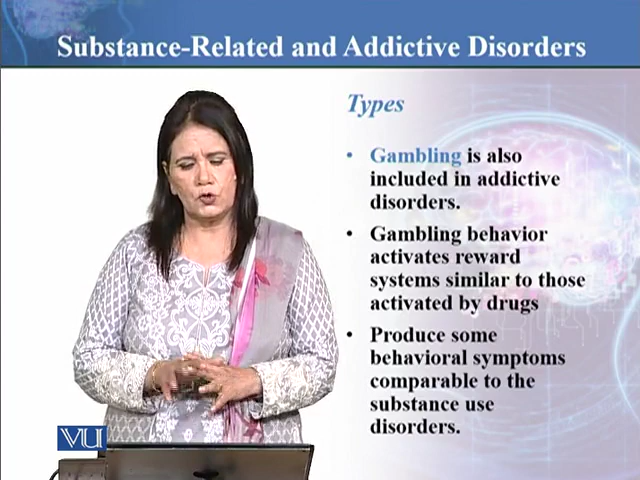 Substance-Related and Addictive Disorders
Types
• Gambling is also
included in addictive
disorders.
• Gambling behavior
activates reward
systems similar to those
activated by drugs
• Produce some
behavioral symptoms
comparable to the
substance use
disorders.
VU